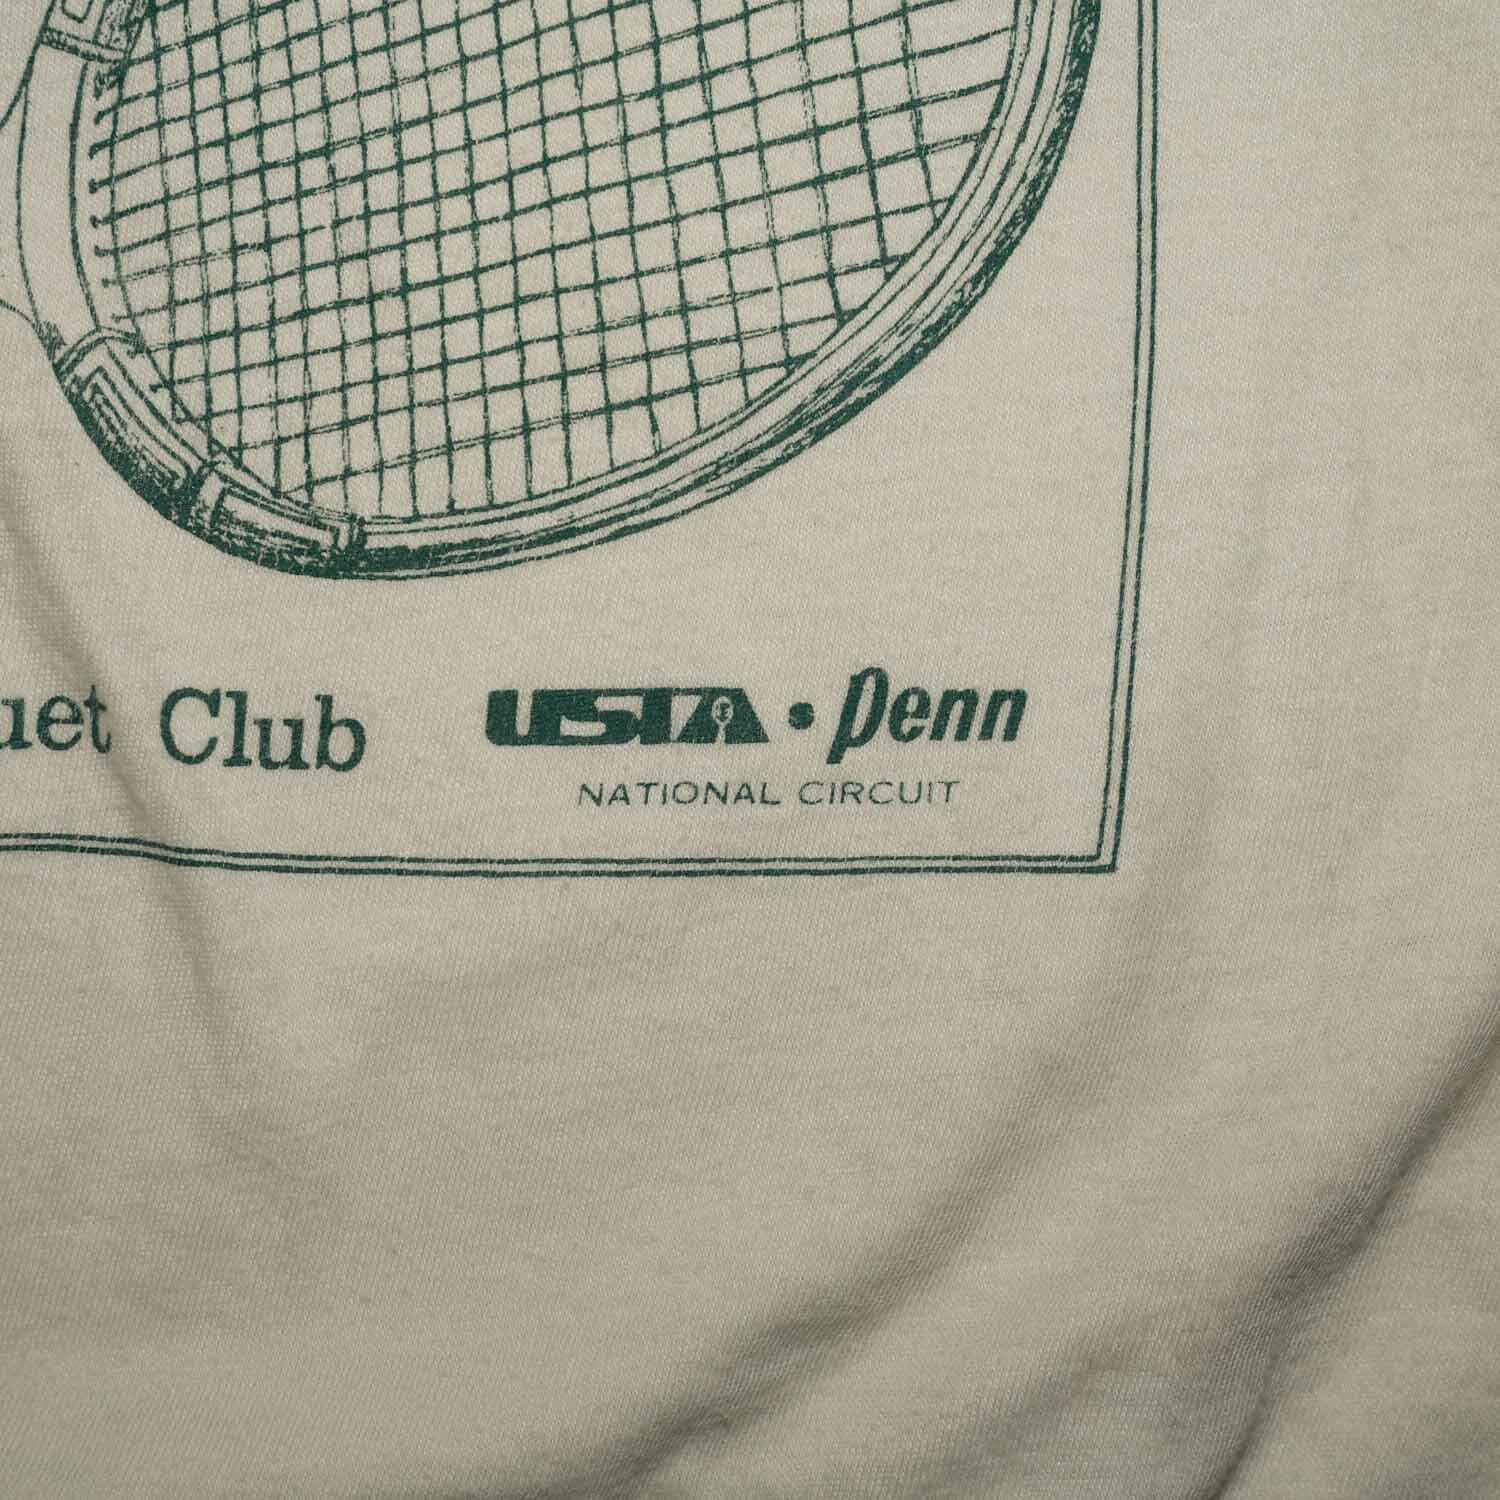 uet Club
USTA • Penn
NATIONAL CIRCUIT